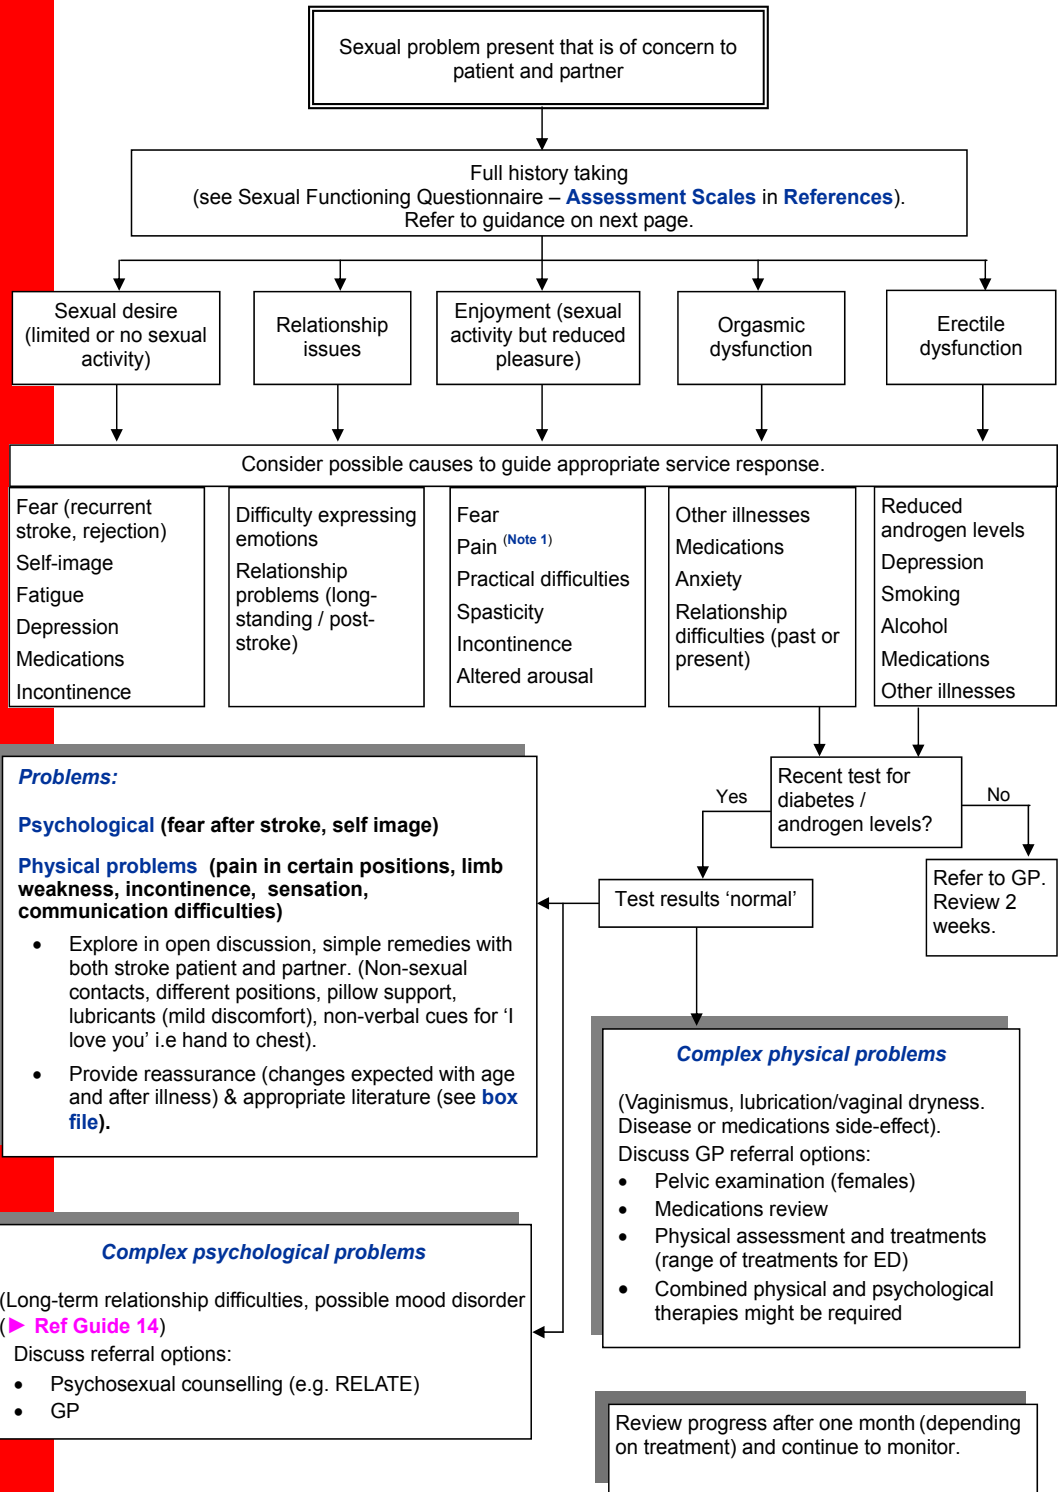 Sexual problem present that is of concern to
patient and partner
Full history taking
(see Sexual Functioning Questionnaire – Assessment Scales in References).
Refer to guidance on next page.
Sexual desire
(limited or no sexual
activity)
Relationship
issues
Enjoyment (sexual
activity but reduced
pleasure)
Orgasmic
dysfunction
Erectile
dysfunction
Consider possible causes to guide appropriate service response.
Fear (recurrent
stroke, rejection)
Self-image
Fatigue
Depression
Medications
Incontinence
Difficulty expressing
emotions
Relationship
problems (long-
standing / post-
stroke)
Fear
Pain (Note 1)
Practical difficulties
Spasticity
Incontinence
Altered arousal
Other illnesses
Medications
Anxiety
Relationship
difficulties (past or
present)
Reduced
androgen levels
Depression
Smoking
Alcohol
Medications
Other illnesses
Recent test for
diabetes /
androgen levels?
Yes
No
Refer to GP.
Review 2
weeks.
Test results ‘normal’
Problems:
Psychological (fear after stroke, self image)
Physical problems (pain in certain positions, limb
weakness, incontinence, sensation,
communication difficulties)
• Explore in open discussion, simple remedies with
both stroke patient and partner. (Non-sexual
contacts, different positions, pillow support,
lubricants (mild discomfort), non-verbal cues for ‘I
love you’ i.e hand to chest).
• Provide reassurance (changes expected with age
and after illness) & appropriate literature (see box
file).
Complex physical problems
(Vaginismus, lubrication/vaginal dryness.
Disease or medications side-effect).
Discuss GP referral options:
• Pelvic examination (females)
• Medications review
• Physical assessment and treatments
(range of treatments for ED)
• Combined physical and psychological
therapies might be required
Complex psychological problems
(Long-term relationship difficulties, possible mood disorder
(► Ref Guide 14)
Discuss referral options:
• Psychosexual counselling (e.g. RELATE)
• GP
Review progress after one month (depending
on treatment) and continue to monitor.